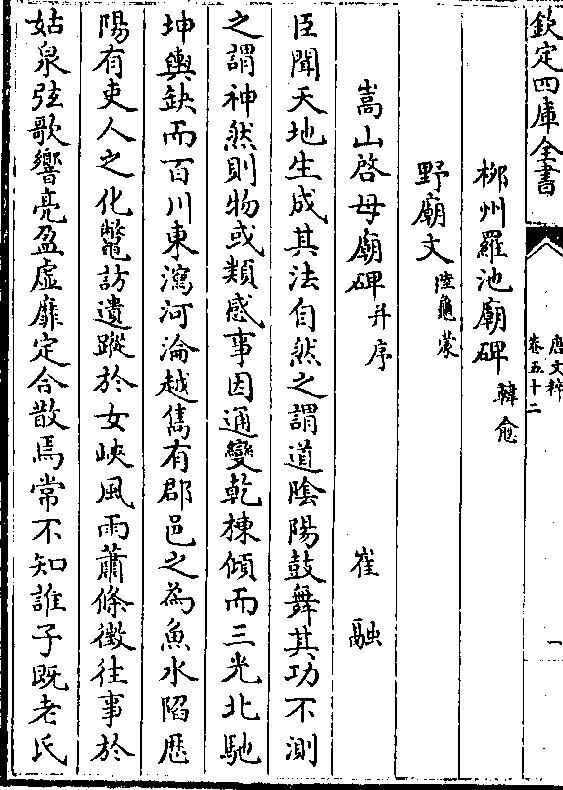 欽定四庫全書
唐文粹
卷五十二
一
栁州羅池廟碑 韓愈
野廟文 陸龜蒙
嵩山啓母廟碑并序 崔融
臣聞天地生成其法自然之謂道陰陽鼓舞其功不測
之謂神然則物或類感事因通變乾棟傾而三光北馳
坤輿缺而百川東瀉河淪越嶲有郡邑之為魚水陷歴
陽有吏人之化鼈訪遺蹤於女峽風雨蕭條徴往事於
姑泉弦歌響亮盈虛靡定合散焉常不知誰子既老氏